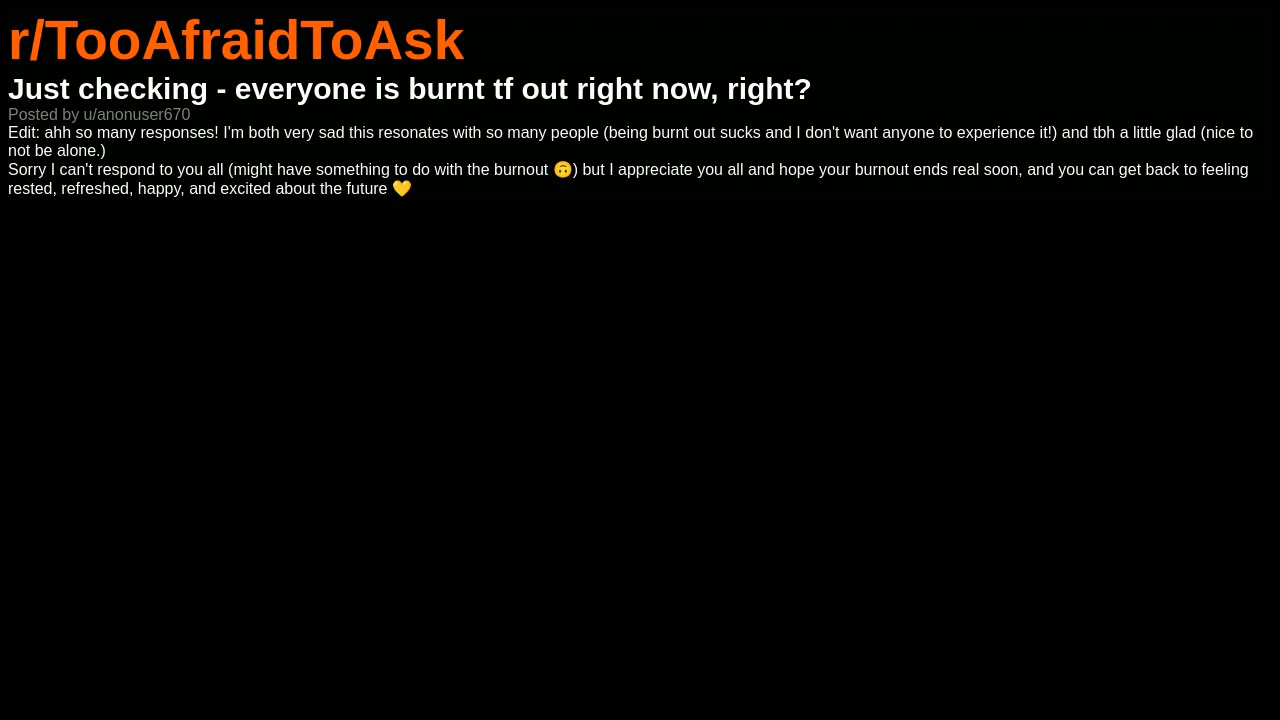 r/TooAfraidToAsk
Just checking - everyone is burnt tf out right now, right?
Posted by u/anonuser670
Edit: ahh so many responses! I'm both very sad this resonates with so many people (being burnt out sucks and I don't want anyone to experience it!) and tbh a little glad (nice to
not be alone.)
Sorry I can't respond to you all (might have something to do with the burnout 🙃) but I appreciate you all and hope your burnout ends real soon, and you can get back to feeling
rested, refreshed, happy, and excited about the future 💛